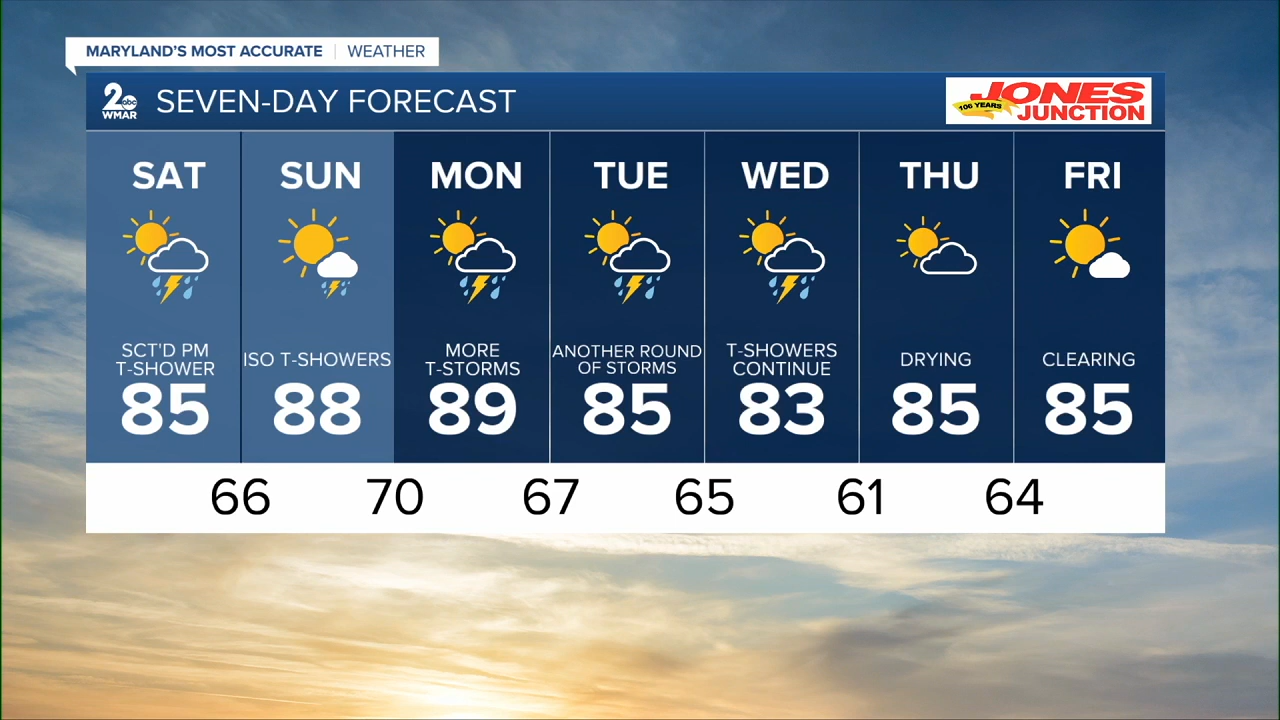 MARYLAND'S MOST ACCURATE | WEATHER
2 abc
WMAR
SEVEN-DAY FORECAST
JONES
106 YEARS
JUNCTION
SAT
SUN
MON
TUE
WED
THU
FRI
SCT'D PM
T-SHOWER
ISO T-SHOWERS
MORE
T-STORMS
ANOTHER ROUND
OF STORMS
T-SHOWERS
CONTINUE
DRYING
CLEARING
85
88
89
85
83
85
85
66
70
67
65
61
64